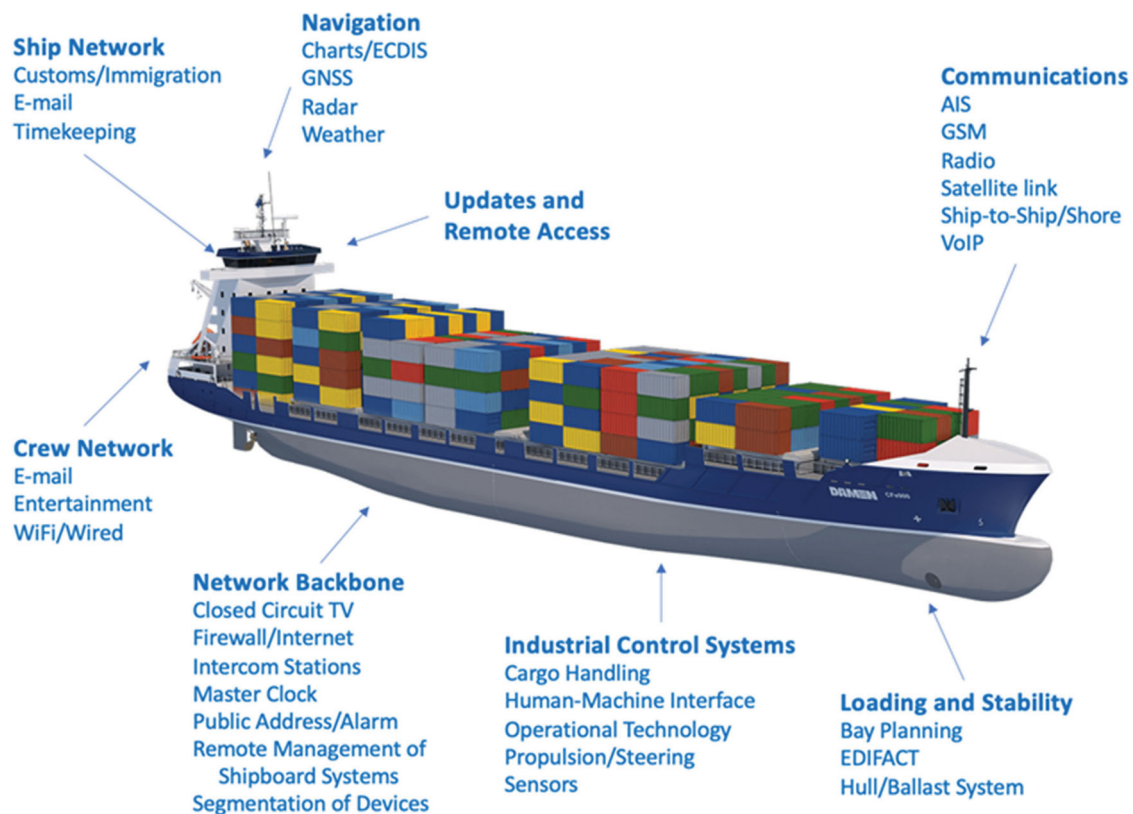 Ship Network
Customs/Immigration
E-mail
Timekeeping
Navigation
Charts/ECDIS
GNSS
Radar
Weather
Updates and
Remote Access
Communications
AIS
GSM
Radio
Satellite link
Ship-to-Ship/Shore
VoIP
Crew Network
E-mail
Entertainment
WiFi/Wired
Network Backbone
Closed Circuit TV
Firewall/Internet
Intercom Stations
Master Clock
Public Address/Alarm
Remote Management of
Shipboard Systems
Segmentation of Devices
Industrial Control Systems
Cargo Handling
Human-Machine Interface
Operational Technology
Propulsion/Steering
Sensors
Loading and Stability
Bay Planning
EDIFACT
Hull/Ballast System
DAMEN